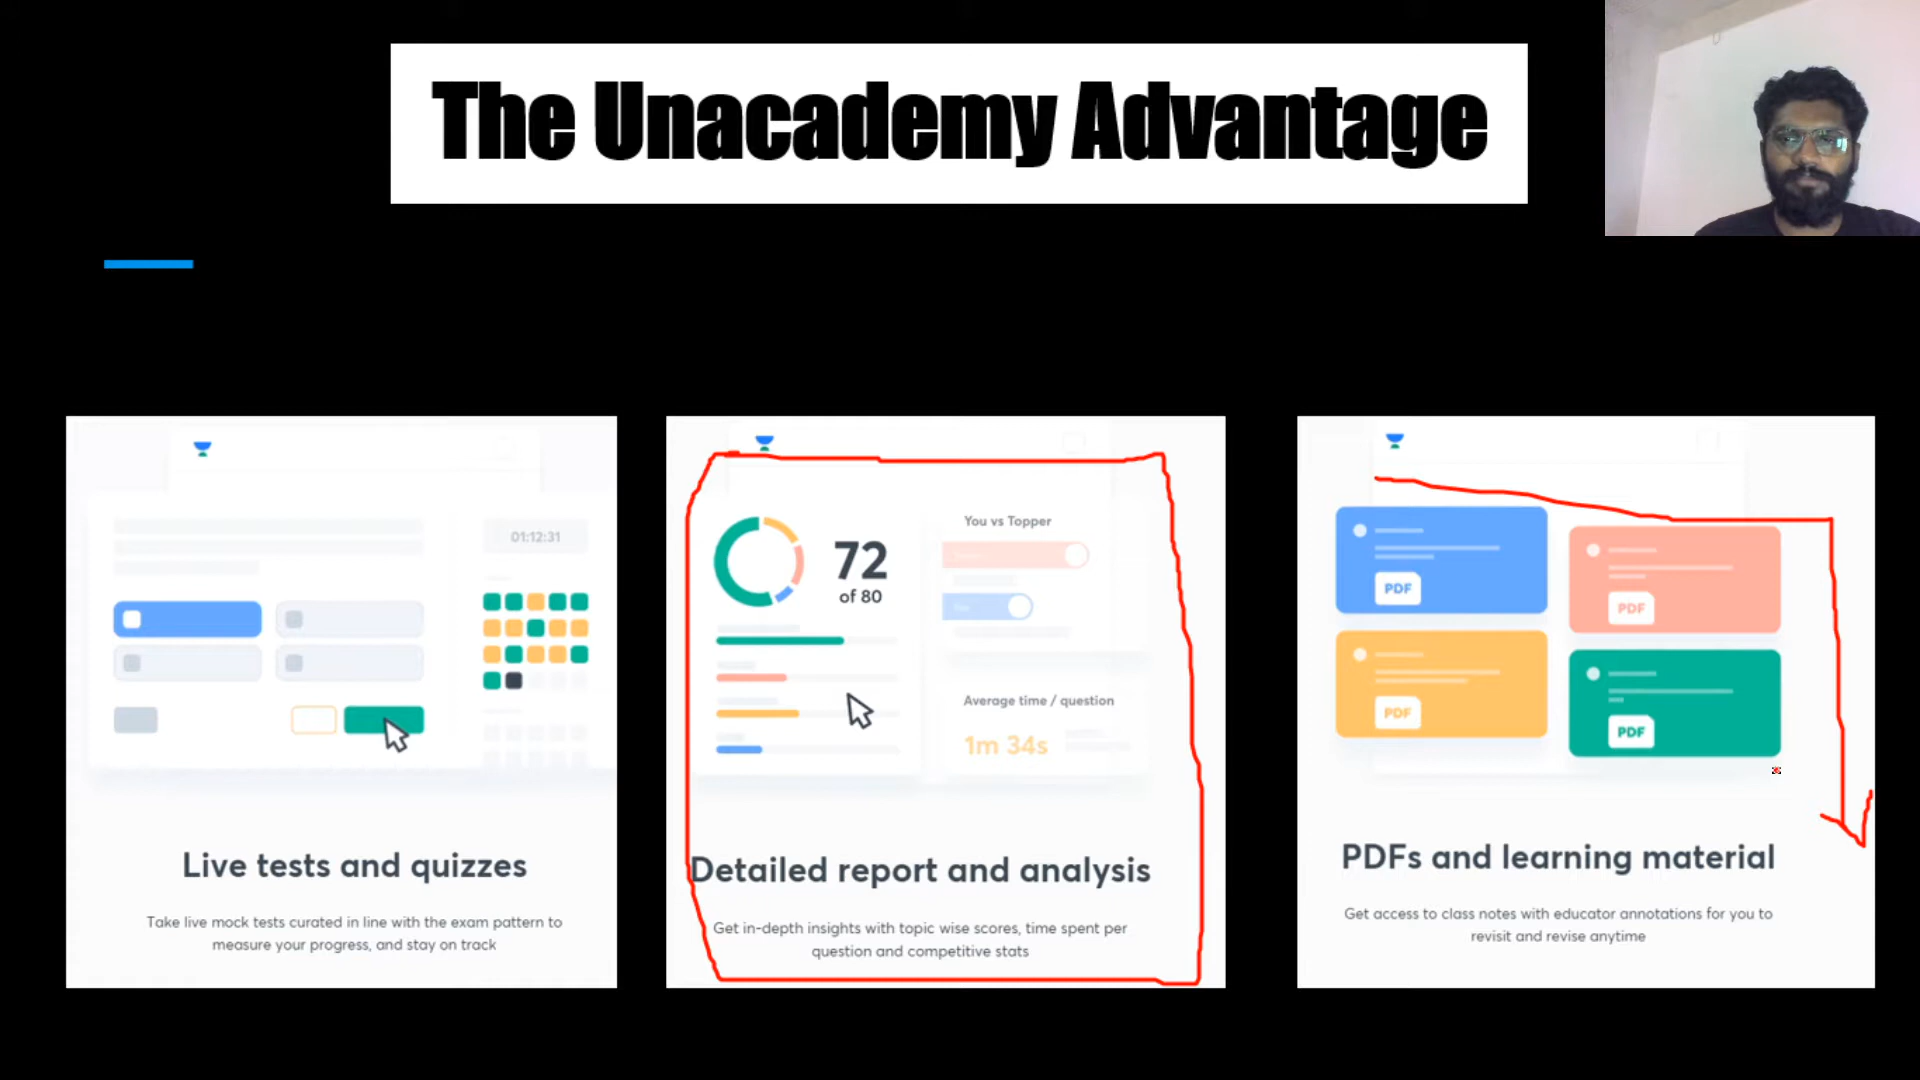 The Unacademy Advantage
01:12:31
Live tests and quizzes
Take live mock tests curated in line with the exam pattern to
measure your progress, and stay on track
72
of 80
You vs Topper
Average time / question
1m 34s
Detailed report and analysis
Get in-depth insights with topic wise scores, time spent per
question and competitive stats
PDF
PDF
PDF
PDF
PDFs and learning material
Get access to class notes with educator annotations for you to
revisit and revise anytime